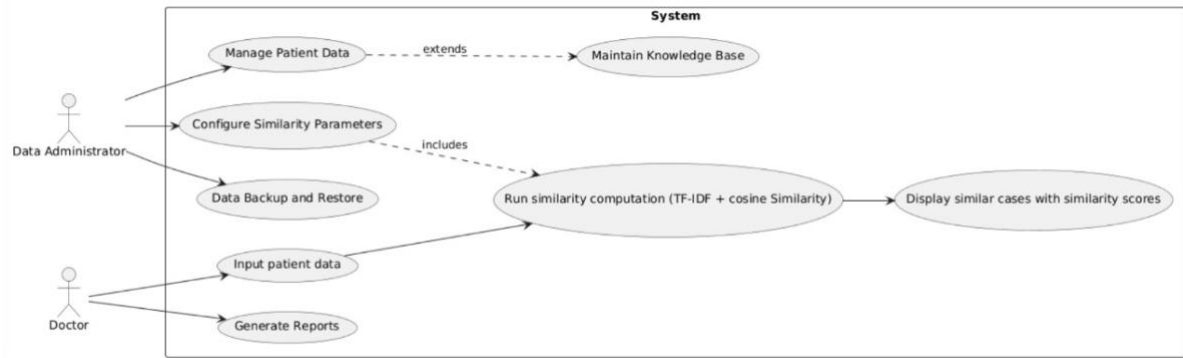 System
Manage Patient Data
extends
Maintain Knowledge Base
Configure Similarity Parameters
includes
Data Administrator
Data Backup and Restore
Run similarity computation (TF-IDF + cosine Similarity)
Display similar cases with similarity scores
Input patient data
Doctor
Generate Reports